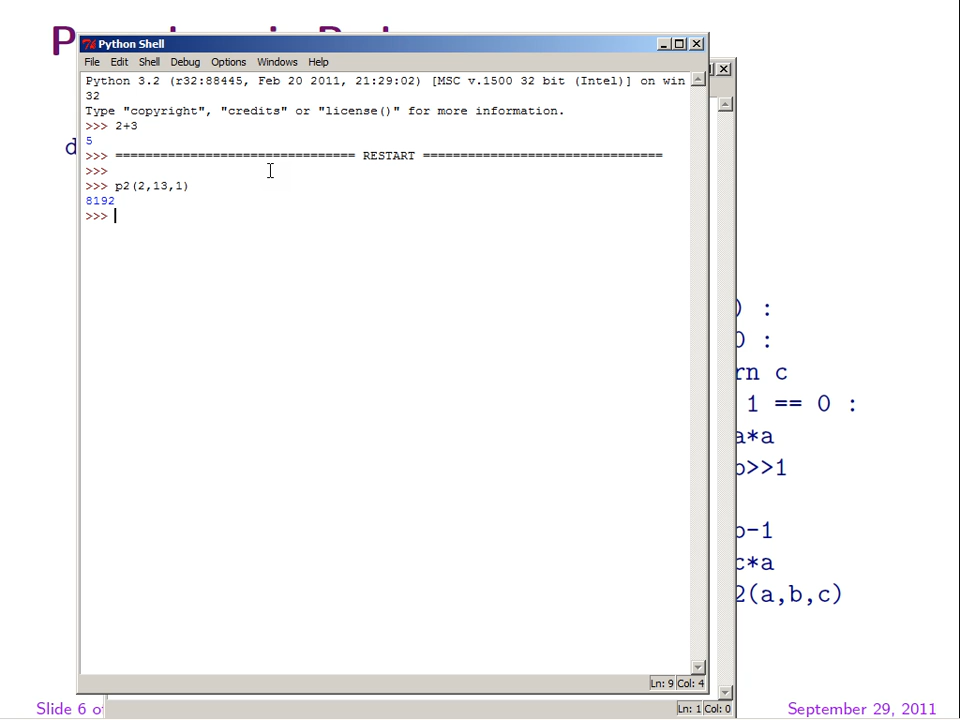 Python Shell
File Edit Shell Debug Options Windows Help
Python 3.2 (r32:88445, Feb 20 2011, 21:29:02) [MSC v.1500 32 bit (Intel)] on win
32
Type "copyright", "credits" or "license()" for more information.
>>> 2+3
5
>>> ================================ RESTART ================================
>>>
>>> p2(2,13,1)
8192
>>>
d
) :
0 :
rn c
1 == 0 :
a*a
b>>1
b-1
c*a
2(a,b,c)
Ln: 9 Col: 4
Slide 6 of
Ln: 1 Col: 0
September 29, 2011